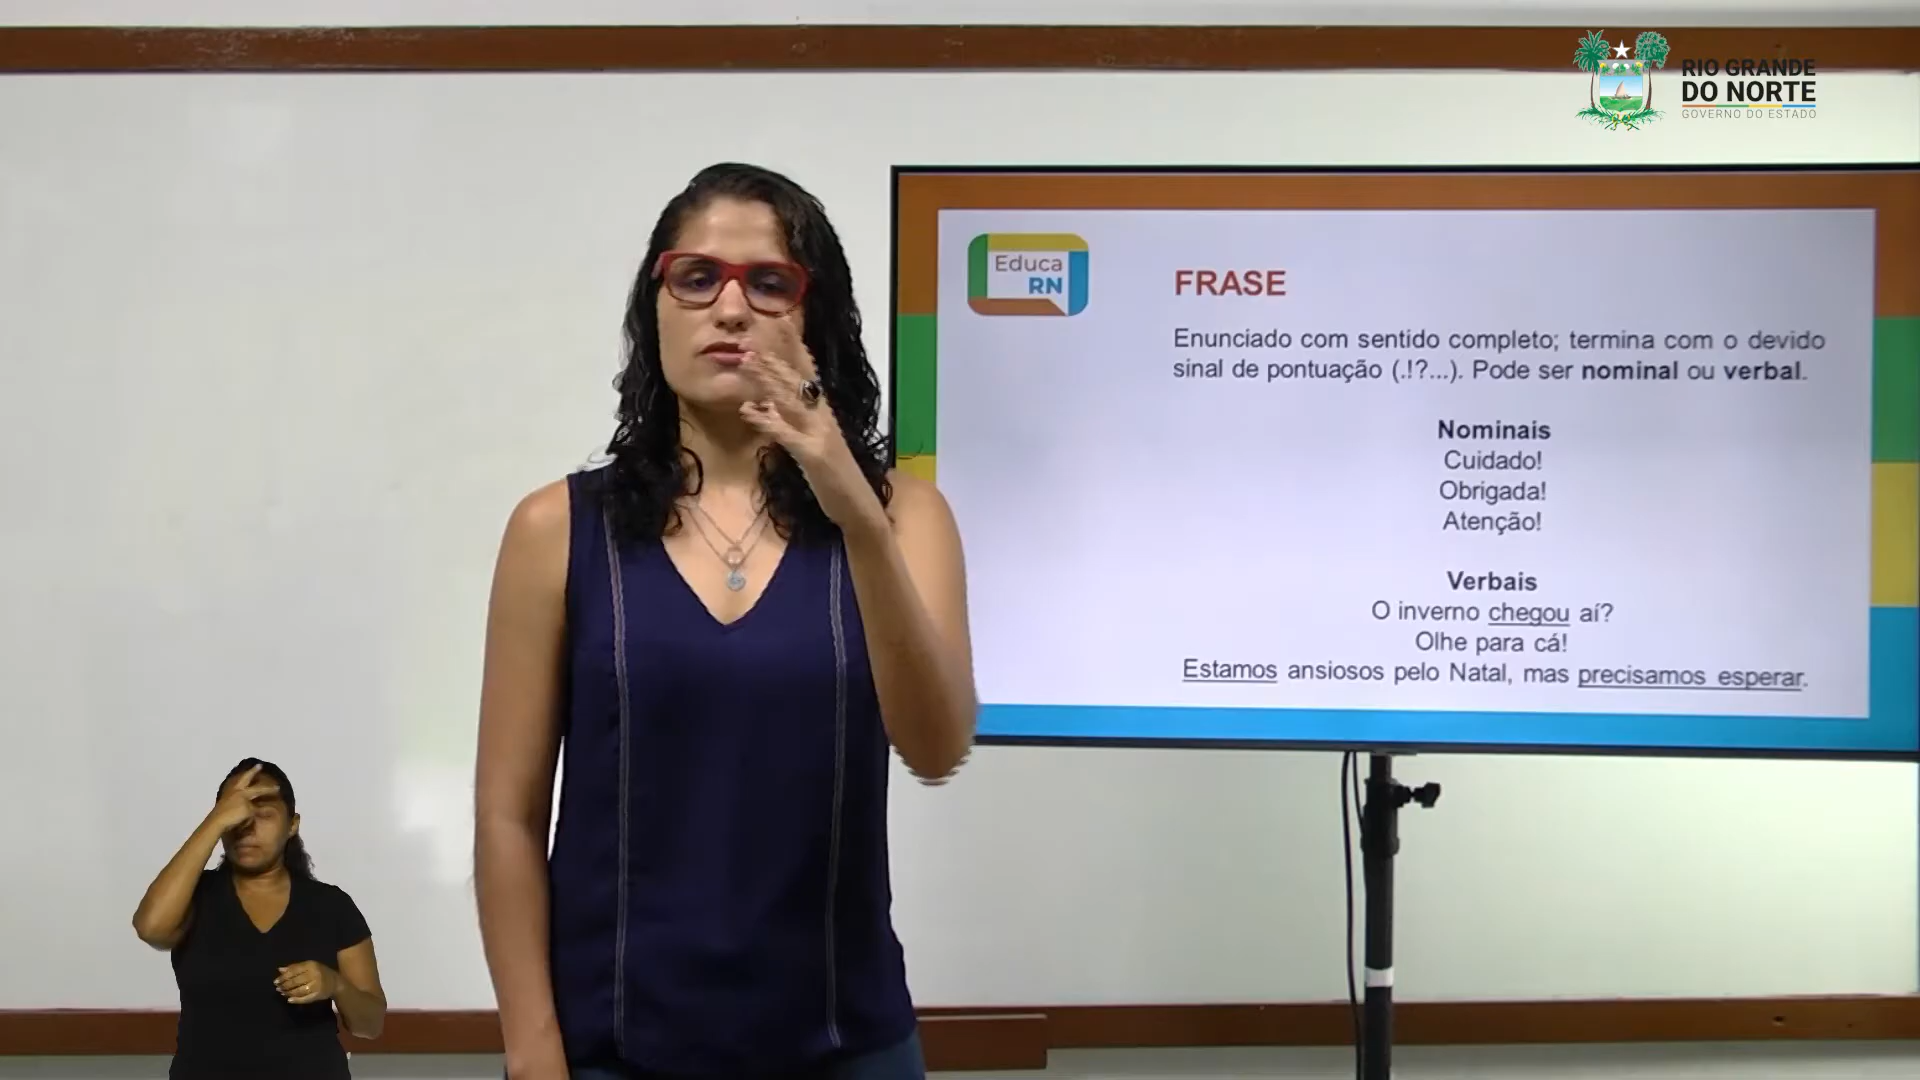 RIO GRANDE
DO NORTE
GOVERNO DO ESTADO
Educa
RN
FRASE
Enunciado com sentido completo; termina com o devido
sinal de pontuação (.!?...). Pode ser nominal ou verbal.
Nominais
Cuidado!
Obrigada!
Atenção!
Verbais
O inverno chegou aí?
Olhe para cá!
Estamos ansiosos pelo Natal, mas precisamos esperar.